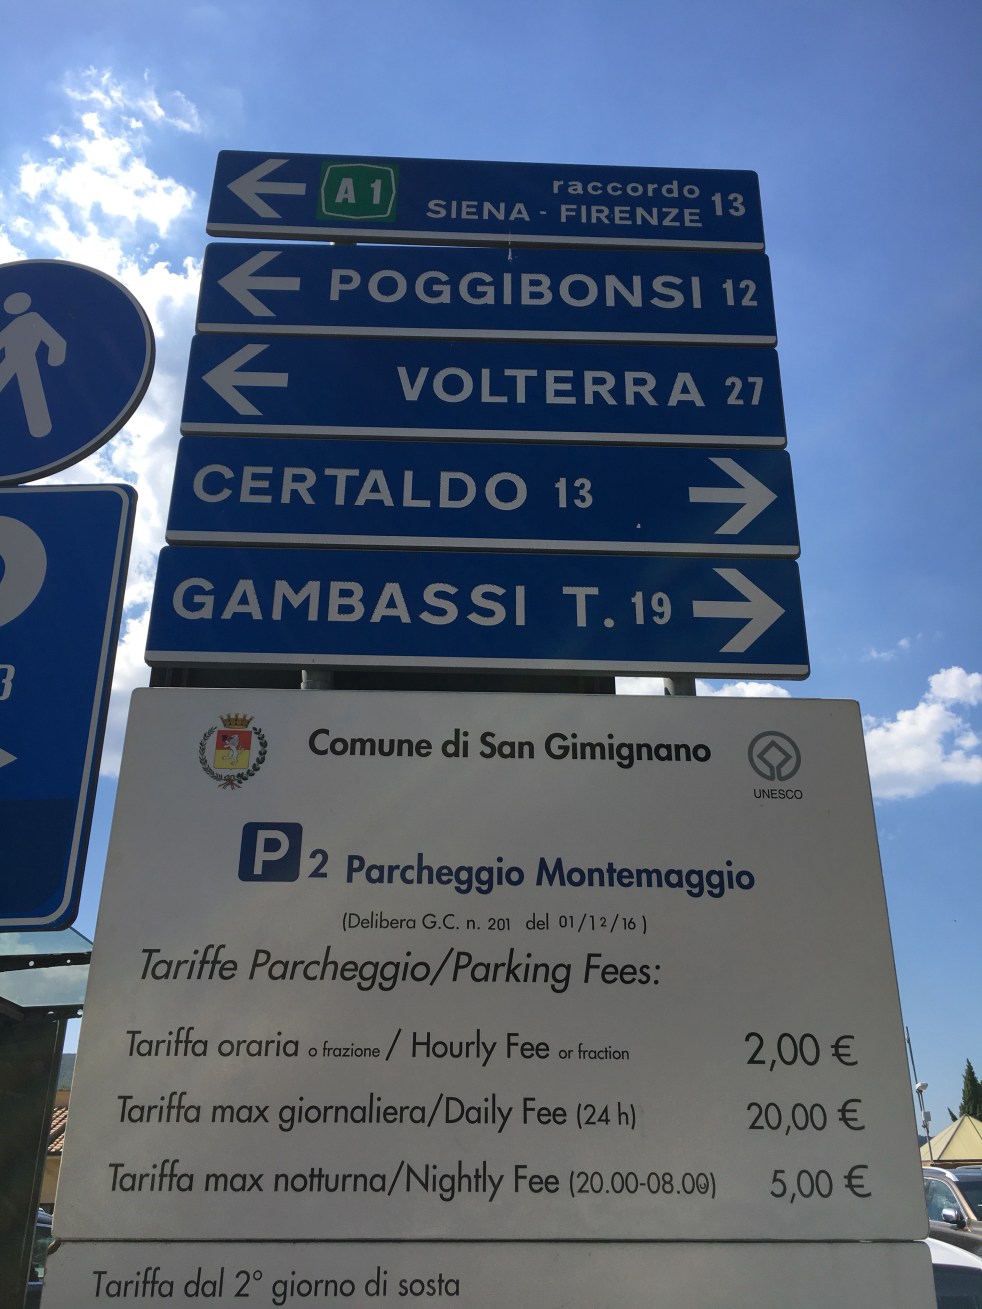 A 1 raccordo 13
SIENA - FIRENZE
POGGIBONSI 12
VOLTERRA 27
CERTALDO 13
GAMBASSI T. 19
Comune di San Gimignano
UNESCO
P 2 Parcheggio Montemaggio
(Delibera G.C. n. 201 del 01/12/16)
Tariffe Parcheggio/Parking Fees:
Tariffa oraria o frazione / Hourly Fee or fraction 2,00 €
Tariffa max giornaliera/Daily Fee (24 h) 20,00 €
Tariffa max notturna/Nightly Fee (20.00-08.00) 5,00 €
Tariffa dal 2° giorno di sosta